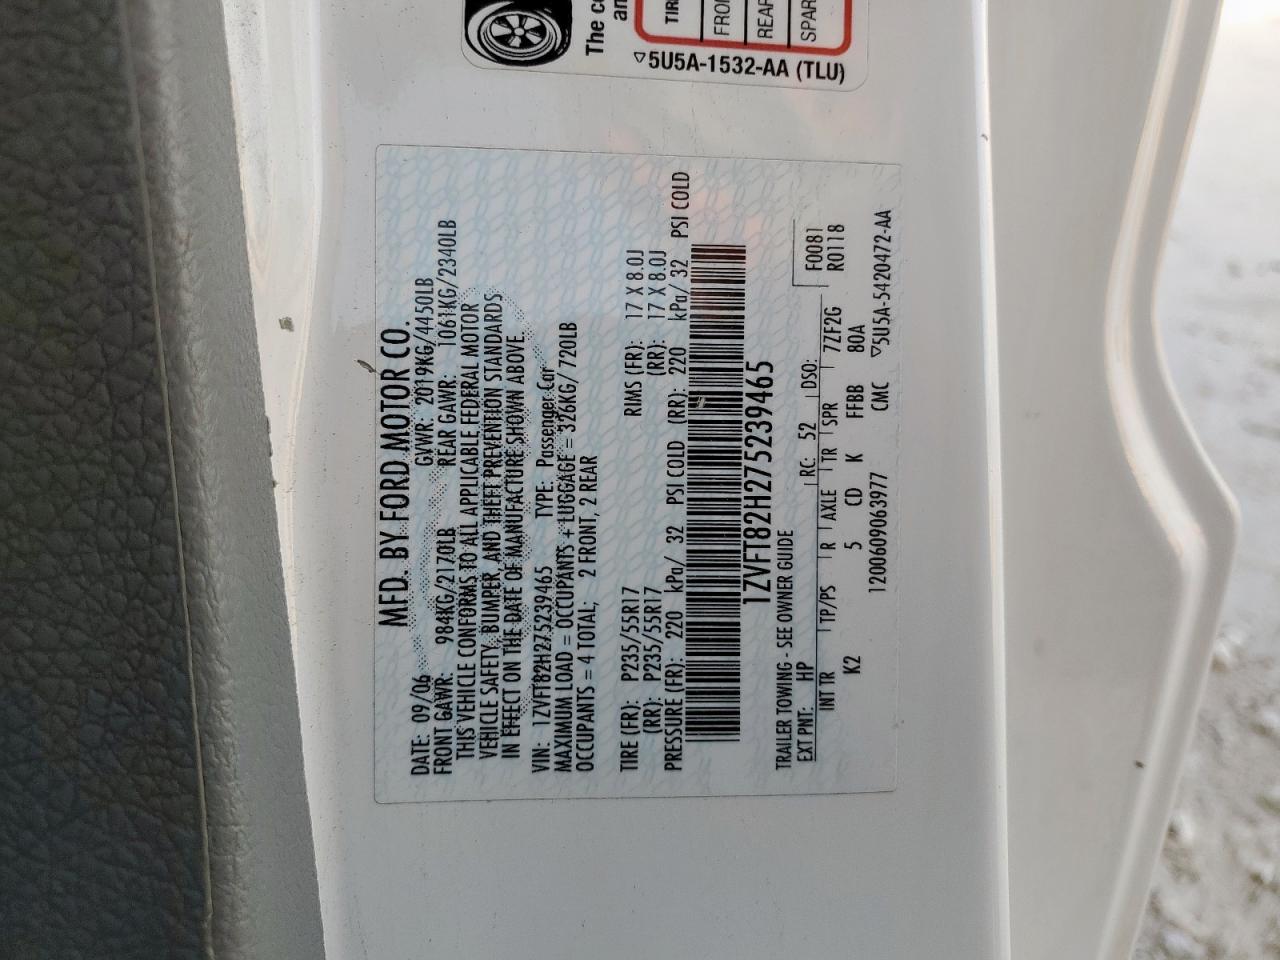 The co
an
TIR
FRO
REAR
SPAR
▽5U5A-1532-AA (TLU)
MFD. BY FORD MOTOR CO.
DATE: 09/06 GVWR: 2019KG/4450LB
FRONT GAWR: 984KG/2170LB REAR GAWR: 1061KG/2340LB
THIS VEHICLE CONFORMS TO ALL APPLICABLE FEDERAL MOTOR
VEHICLE SAFETY, BUMPER, AND THEFT PREVENTION STANDARDS
IN EFFECT ON THE DATE OF MANUFACTURE SHOWN ABOVE.
VIN: 1ZVFT82H275239465 TYPE: Passenger Car
MAXIMUM LOAD = OCCUPANTS + LUGGAGE = 326KG/720LB
OCCUPANTS = 4 TOTAL; 2 FRONT, 2 REAR
TIRE (FR): P235/55R17 RIMS (FR): 17 X 8.0J
(RR): P235/55R17 (RR): 17 X 8.0J
PRESSURE (FR): 220 kPa/ 32 PSI COLD (RR): 220 kPa/ 32 PSI COLD
1ZVFT82H275239465
TRAILER TOWING - SEE OWNER GUIDE F0081
EXT PNT: HP RC: 52 DSO: R0118
INT TR TP/PS R AXLE TR SPR 7ZF2G
K2 5 CD K FFBB 80A
1200609063977 CMC ▽5U5A-5420472-AA